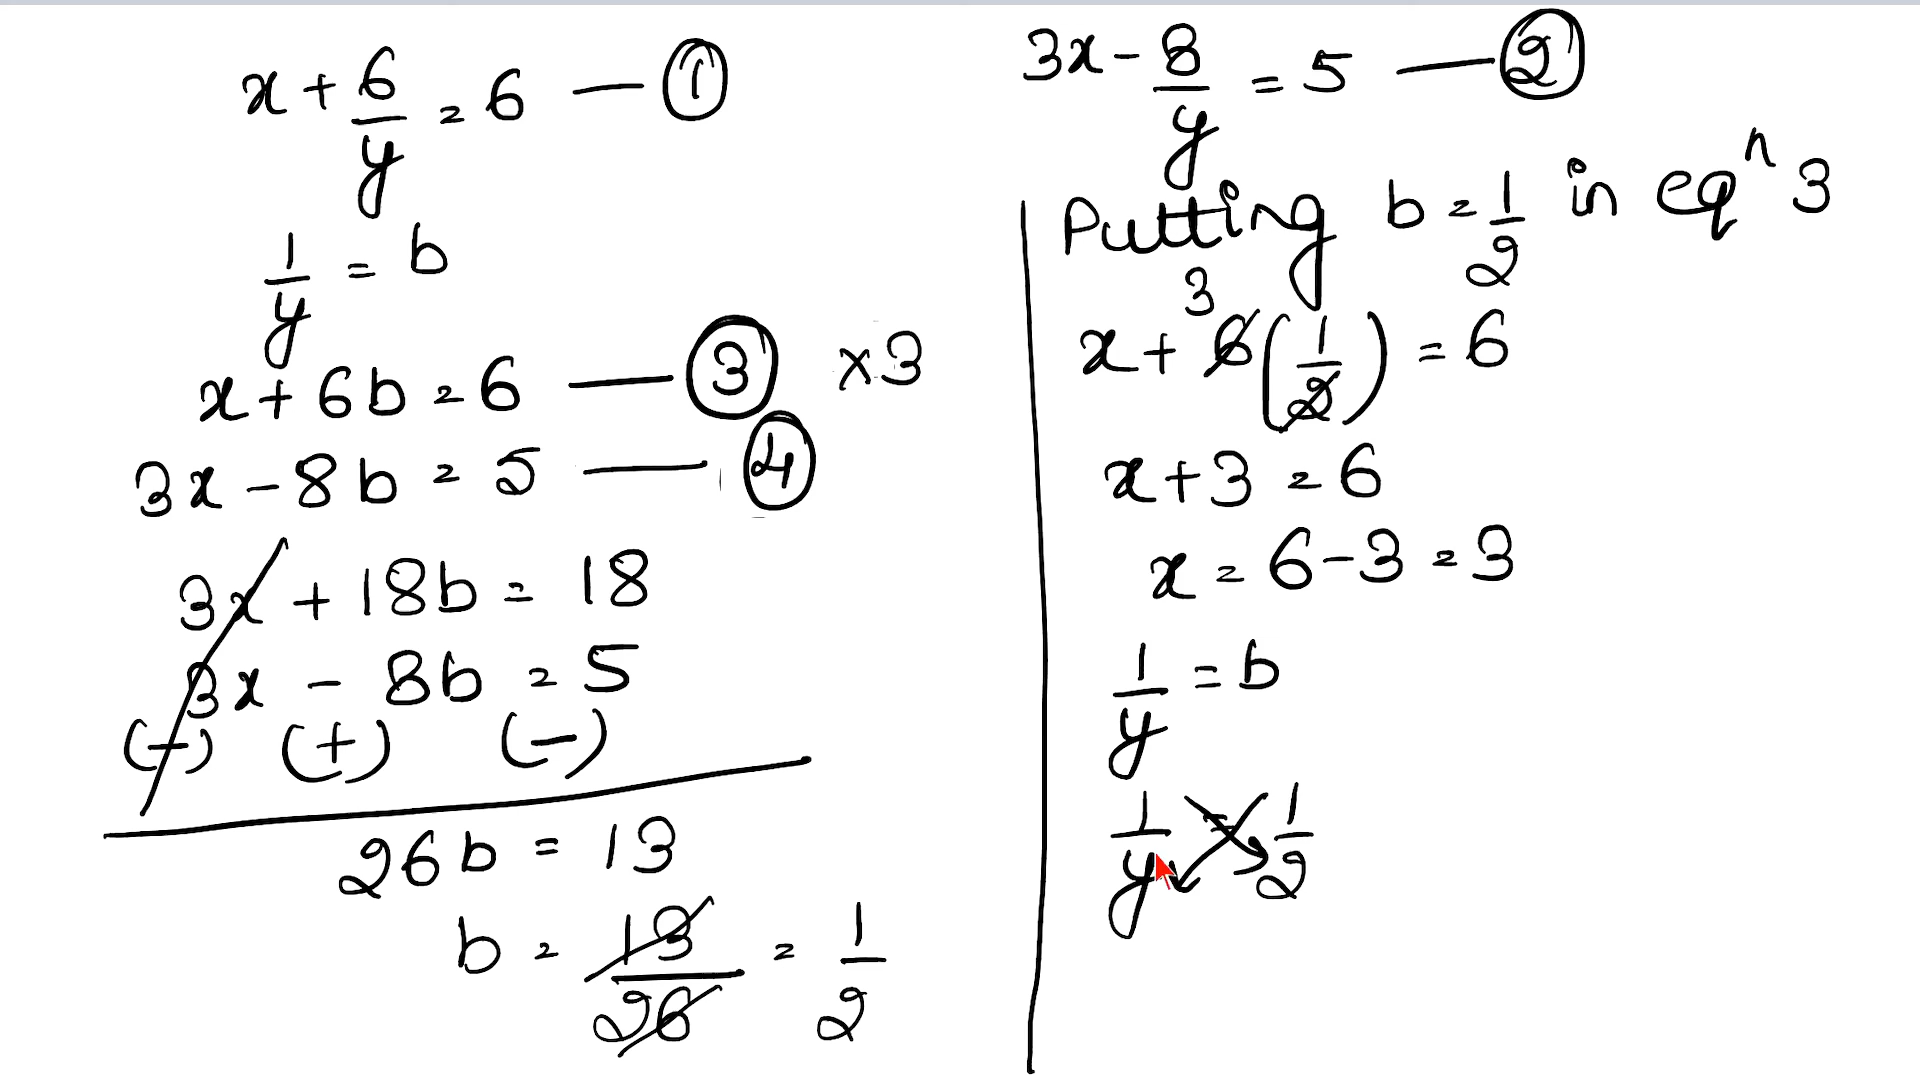 x + 6/y = 6 — ①
3x - 8/y = 5 — ②
1/y = b
x + 6b = 6 — ③ ×3
3x - 8b = 5 — ④
3x + 18b = 18
3x - 8b = 5
(-) (+) (-)
26b = 13
b = 13/26 = 1/2
Putting b = 1/2 in eqⁿ 3
3
x + 6(1/2) = 6
x + 3 = 6
x = 6 - 3 = 3
1/y = b
1/y = 1/2